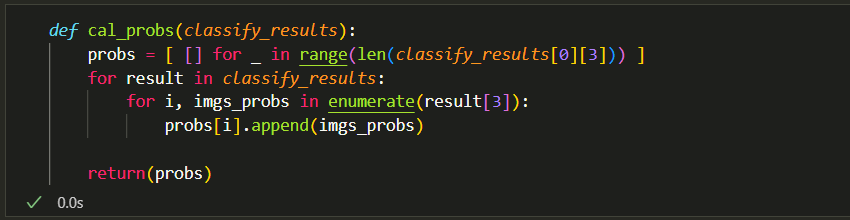 def cal_probs(classify_results):
    probs = [ [] for _ in range(len(classify_results[0][3])) ]
    for result in classify_results:
        for i, imgs_probs in enumerate(result[3]):
            probs[i].append(imgs_probs)
    return(probs)
✓ 0.0s